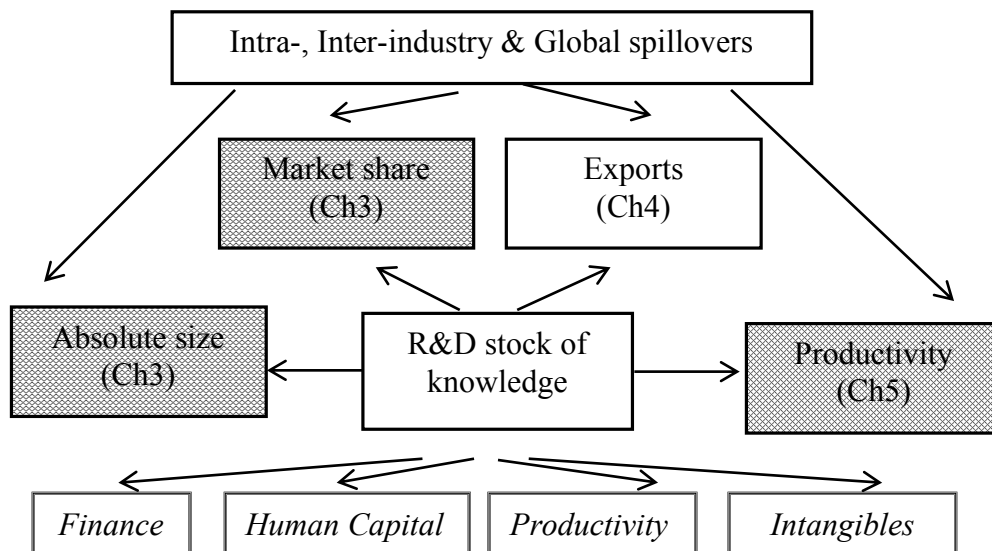 Intra-, Inter-industry & Global spillovers
Market share
(Ch3)
Exports
(Ch4)
Absolute size
(Ch3)
R&D stock of
knowledge
Productivity
(Ch5)
Finance
Human Capital
Productivity
Intangibles